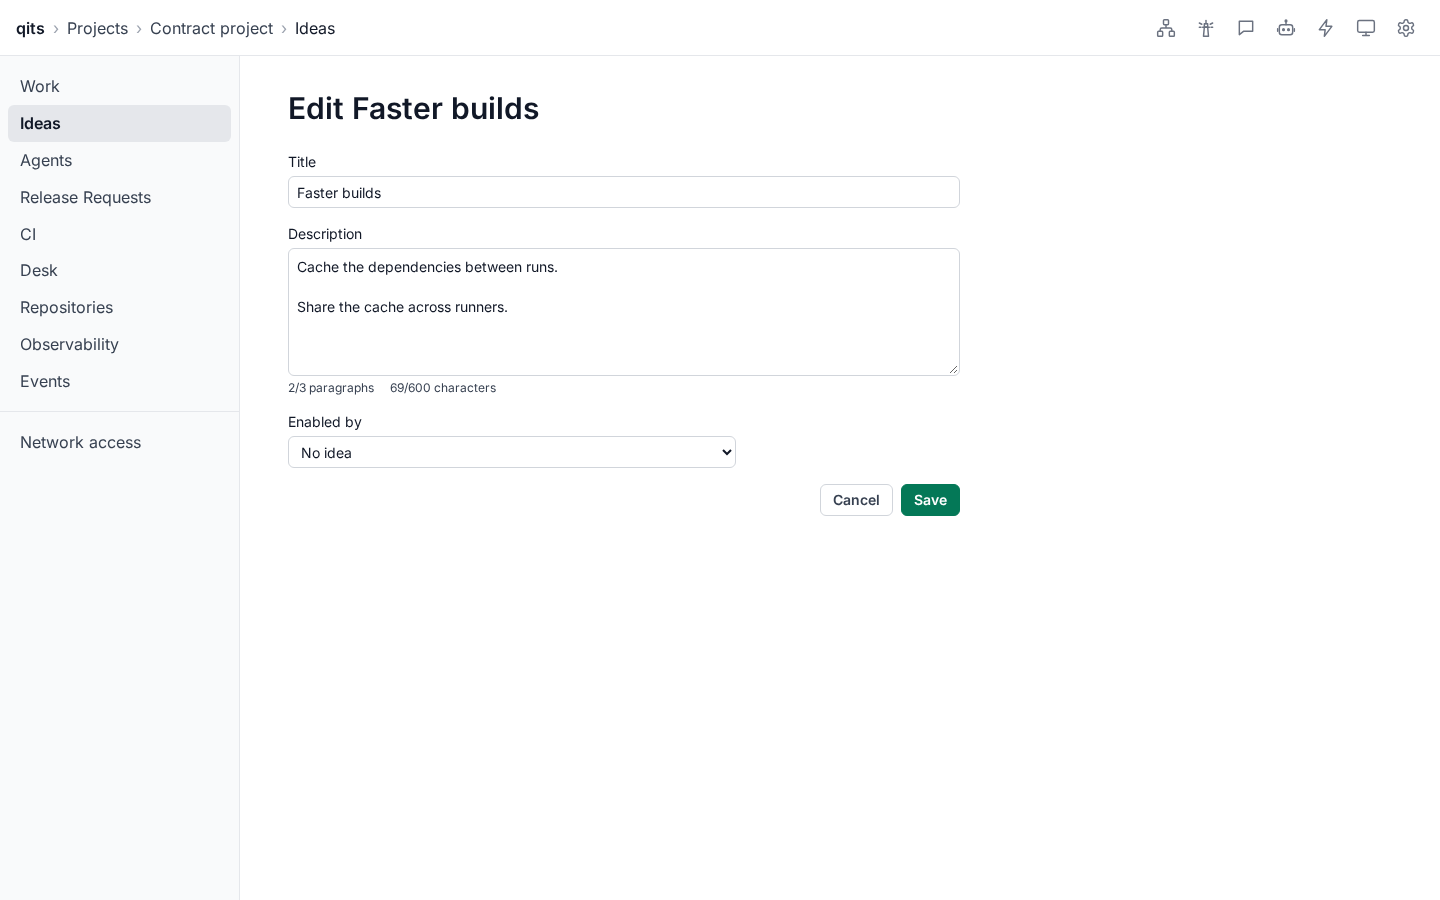 qits › Projects › Contract project › Ideas
Work
Ideas
Agents
Release Requests
CI
Desk
Repositories
Observability
Events
Network access
Edit Faster builds
Title
Faster builds
Description
Cache the dependencies between runs.
Share the cache across runners.
2/3 paragraphs 69/600 characters
Enabled by
No idea
Cancel Save